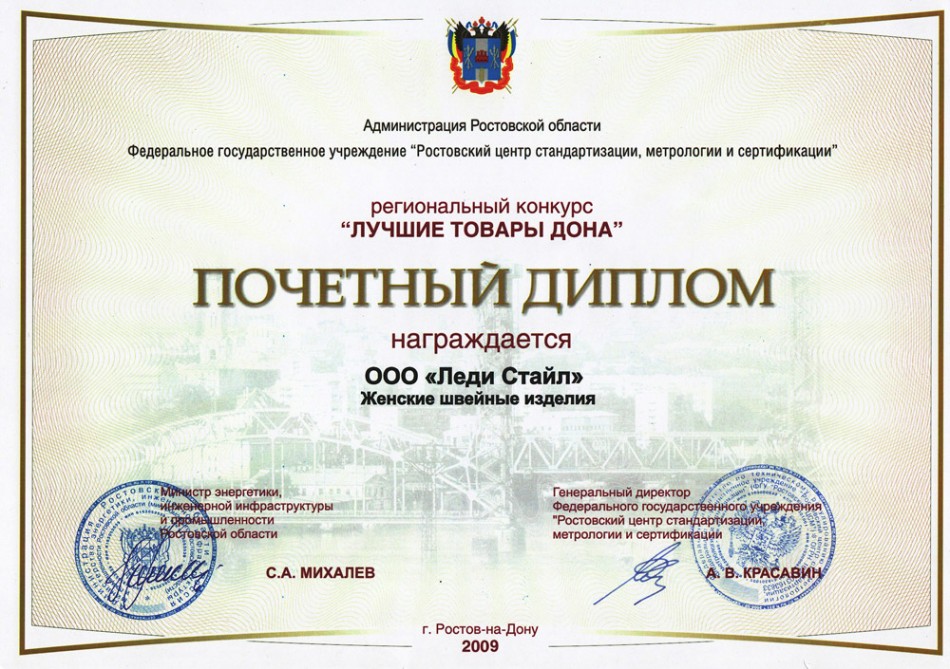 Администрация Ростовской области
Федеральное государственное учреждение “Ростовский центр стандартизации, метрологии и сертификации”
региональный конкурс
“ЛУЧШИЕ ТОВАРЫ ДОНА”
ПОЧЕТНЫЙ ДИПЛОМ
награждается
ООО «Леди Стайл»
Женские швейные изделия
Министр энергетики,
инженерной инфраструктуры
и промышленности
Ростовской области
С.А. МИХАЛЕВ
Генеральный директор
Федерального государственного учреждения
"Ростовский центр стандартизации,
метрологии и сертификации
А. В. КРАСАВИН
г. Ростов-на-Дону
2009